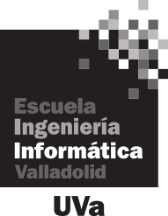 Escuela
Ingeniería
Informática
Valladolid
UVa